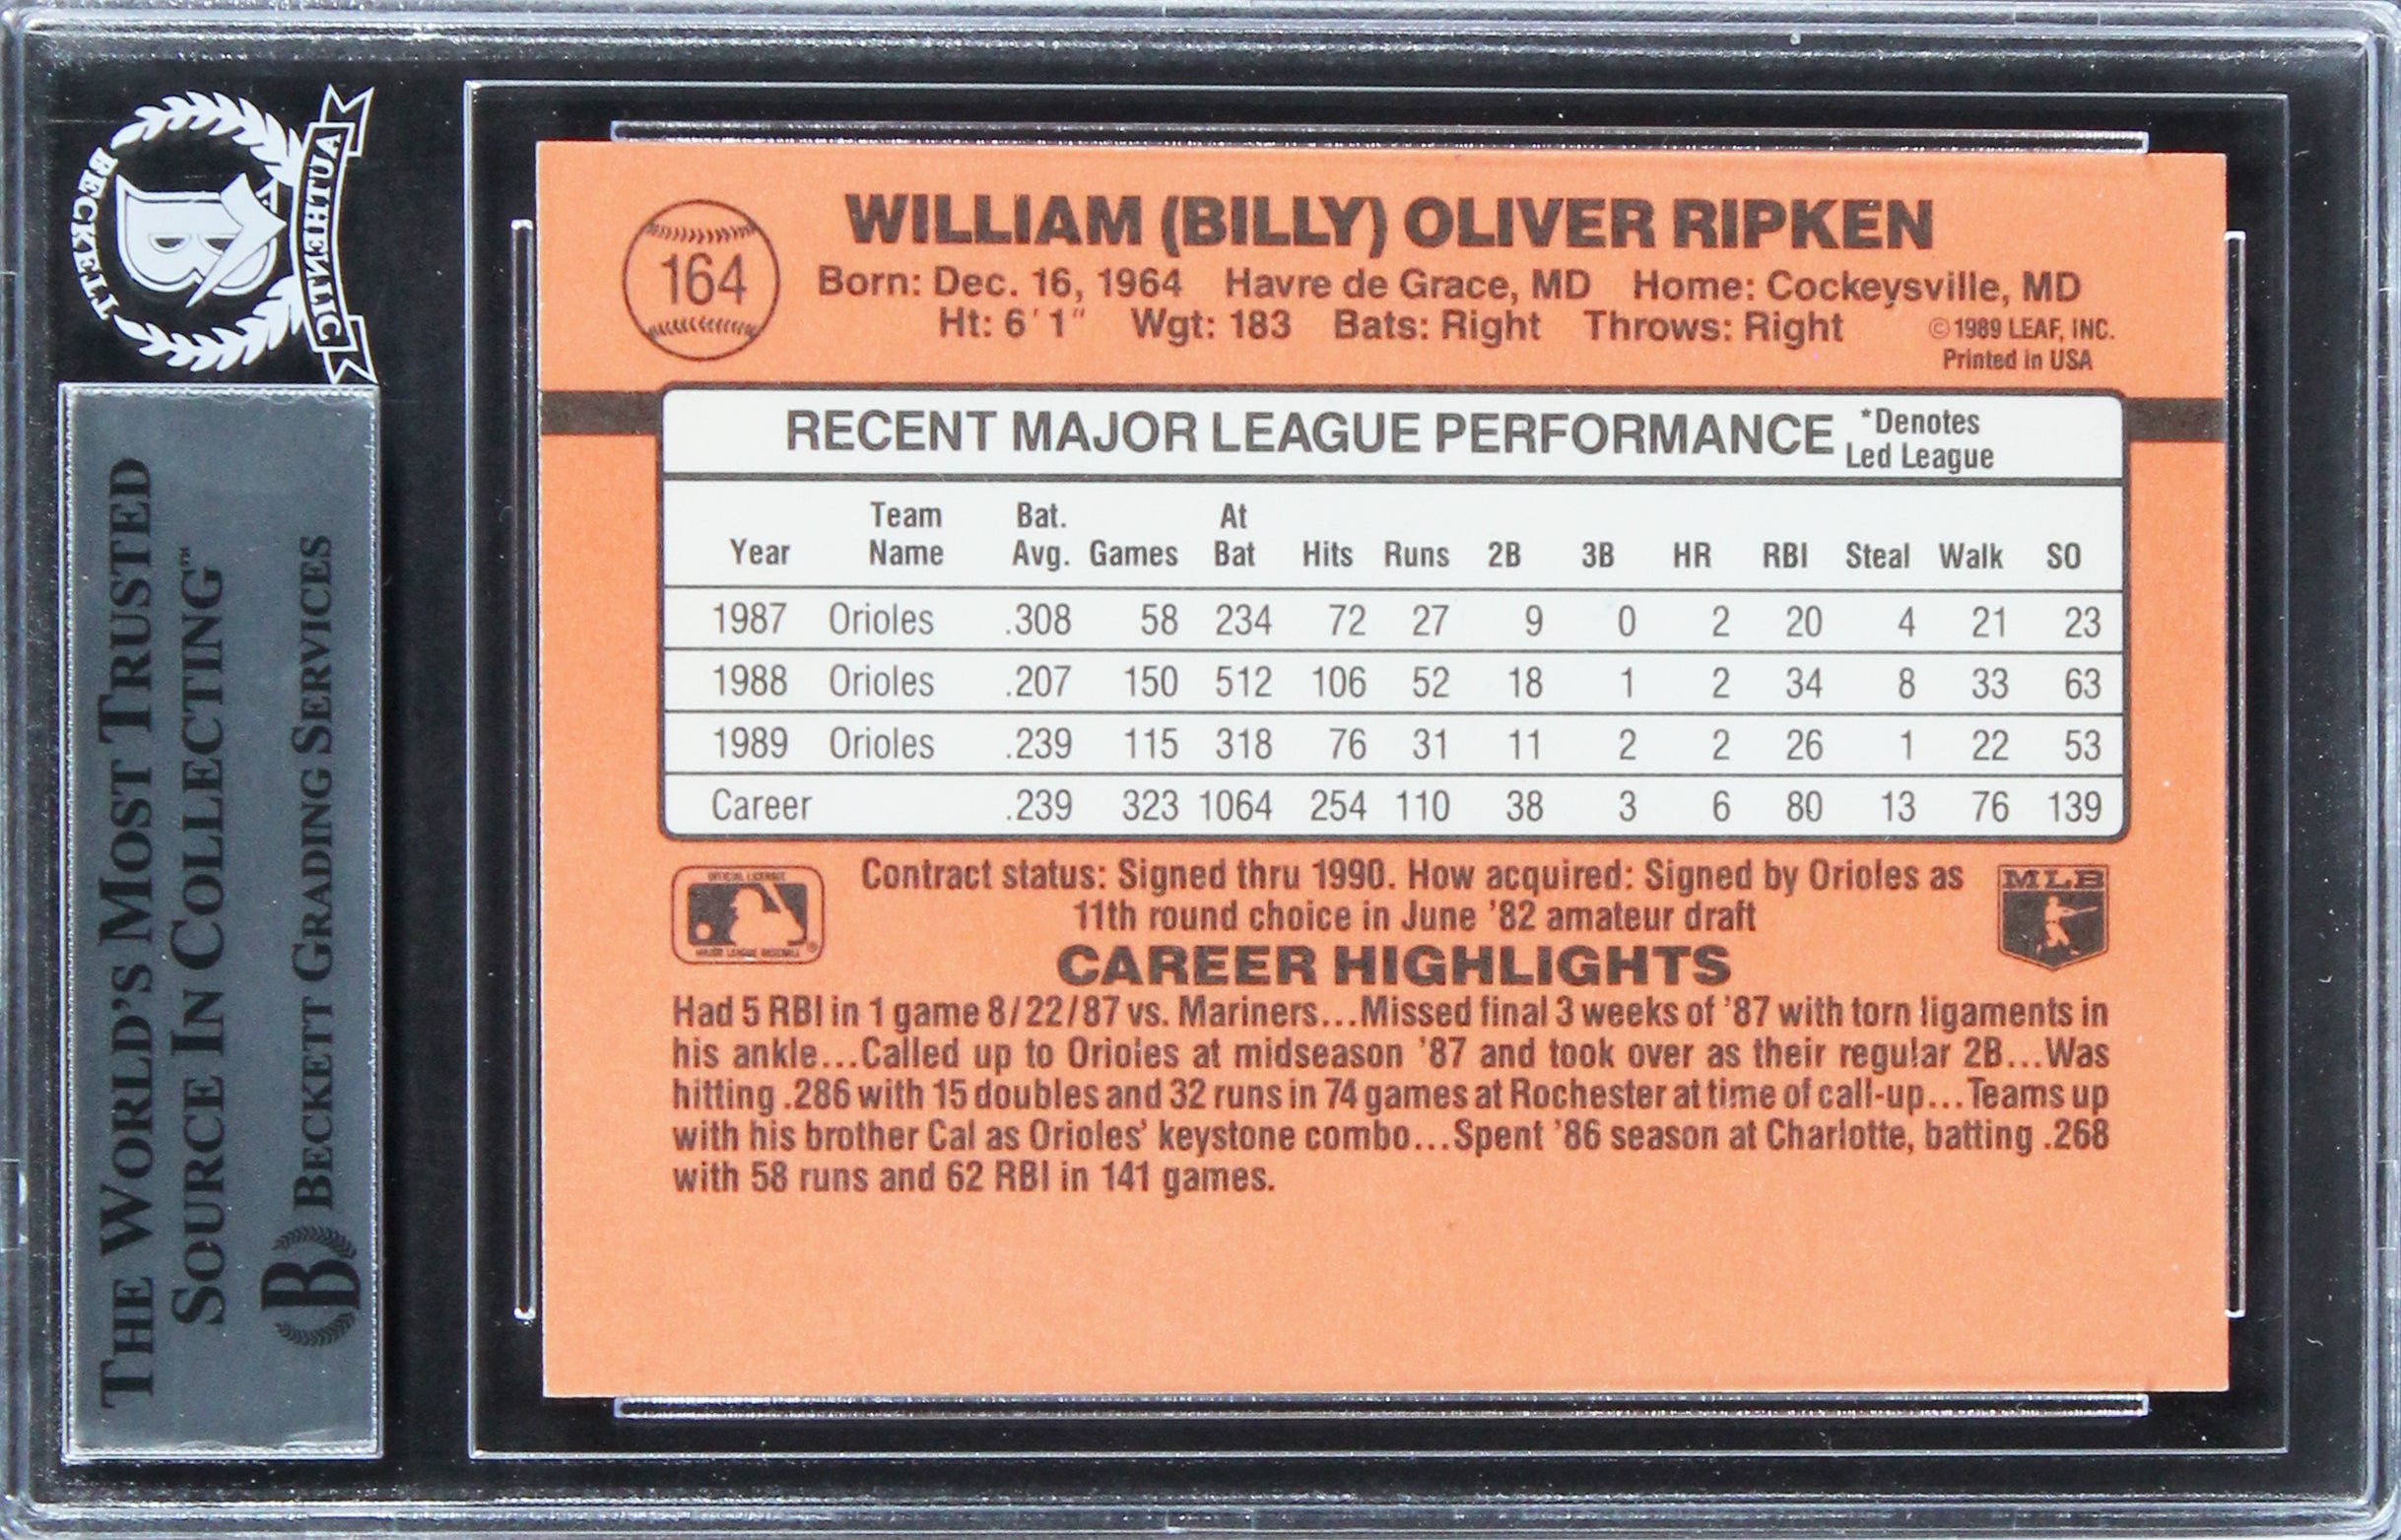 BECKETT
AUTHENTIC
B
THE WORLD'S MOST TRUSTED
SOURCE IN COLLECTING™
B BECKETT GRADING SERVICES
164
WILLIAM (BILLY) OLIVER RIPKEN
Born: Dec. 16, 1964 Havre de Grace, MD Home: Cockeysville, MD
Ht: 6'1" Wgt: 183 Bats: Right Throws: Right ©1989 LEAF, INC.
Printed in USA
RECENT MAJOR LEAGUE PERFORMANCE *Denotes
Led League
Team Bat. At
Year Name Avg. Games Bat Hits Runs 2B 3B HR RBI Steal Walk SO
1987 Orioles .308 58 234 72 27 9 0 2 20 4 21 23
1988 Orioles .207 150 512 106 52 18 1 2 34 8 33 63
1989 Orioles .239 115 318 76 31 11 2 2 26 1 22 53
Career .239 323 1064 254 110 38 3 6 80 13 76 139
OFFICIAL LICENSEE
MAJOR LEAGUE BASEBALL
®
Contract status: Signed thru 1990. How acquired: Signed by Orioles as
11th round choice in June '82 amateur draft
MLB
CAREER HIGHLIGHTS
Had 5 RBI in 1 game 8/22/87 vs. Mariners...Missed final 3 weeks of '87 with torn ligaments in
his ankle...Called up to Orioles at midseason '87 and took over as their regular 2B...Was
hitting .286 with 15 doubles and 32 runs in 74 games at Rochester at time of call-up...Teams up
with his brother Cal as Orioles' keystone combo...Spent '86 season at Charlotte, batting .268
with 58 runs and 62 RBI in 141 games.